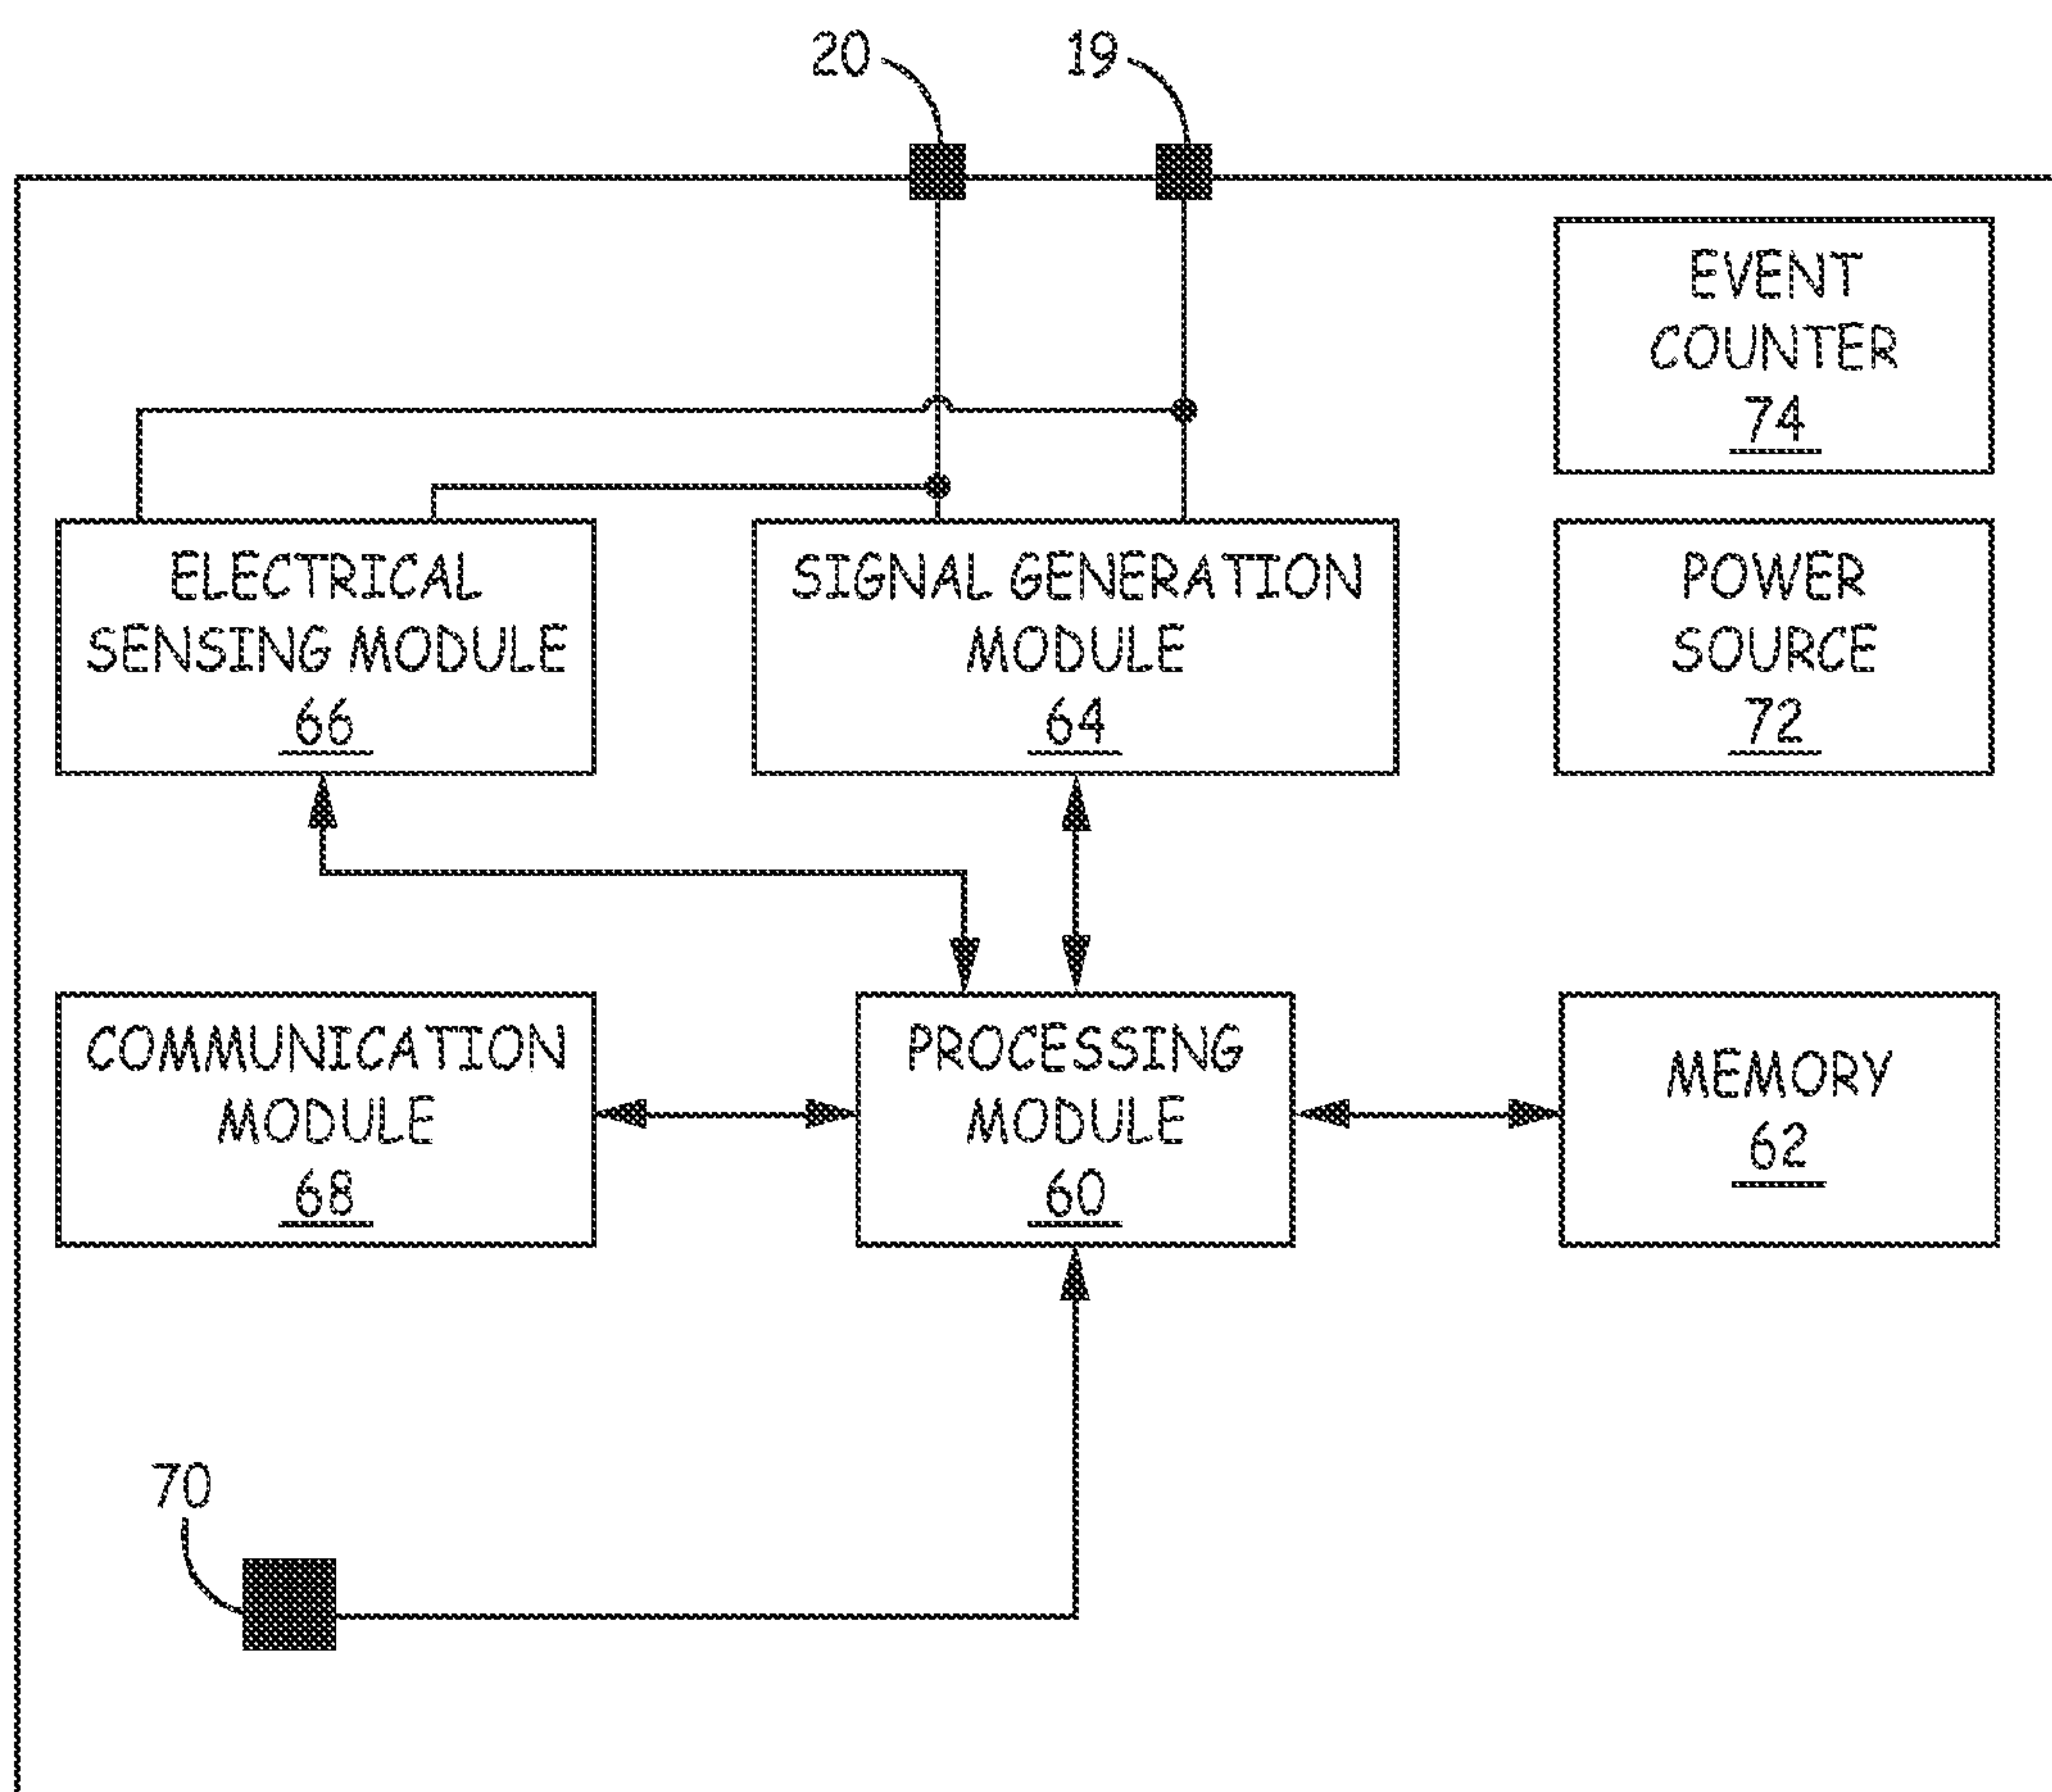 20
19
EVENT
COUNTER
74
ELECTRICAL
SENSING MODULE
66
SIGNAL GENERATION
MODULE
64
POWER
SOURCE
72
COMMUNICATION
MODULE
68
PROCESSING
MODULE
60
MEMORY
62
70